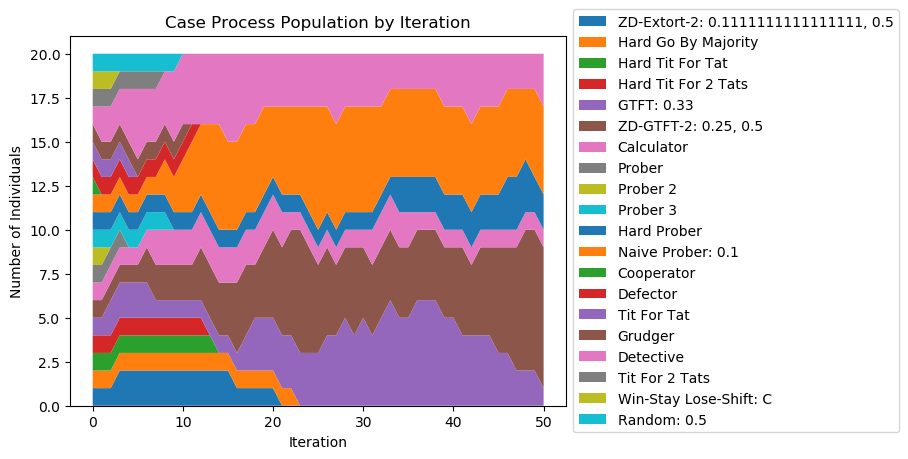 Case Process Population by Iteration
20.0
17.5
15.0
12.5
10.0
7.5
5.0
2.5
0.0
Number of Individuals
0
10
20
30
40
50
Iteration
ZD-Extort-2: 0.1111111111111111, 0.5
Hard Go By Majority
Hard Tit For Tat
Hard Tit For 2 Tats
GTFT: 0.33
ZD-GTFT-2: 0.25, 0.5
Calculator
Prober
Prober 2
Prober 3
Hard Prober
Naive Prober: 0.1
Cooperator
Defector
Tit For Tat
Grudger
Detective
Tit For 2 Tats
Win-Stay Lose-Shift: C
Random: 0.5